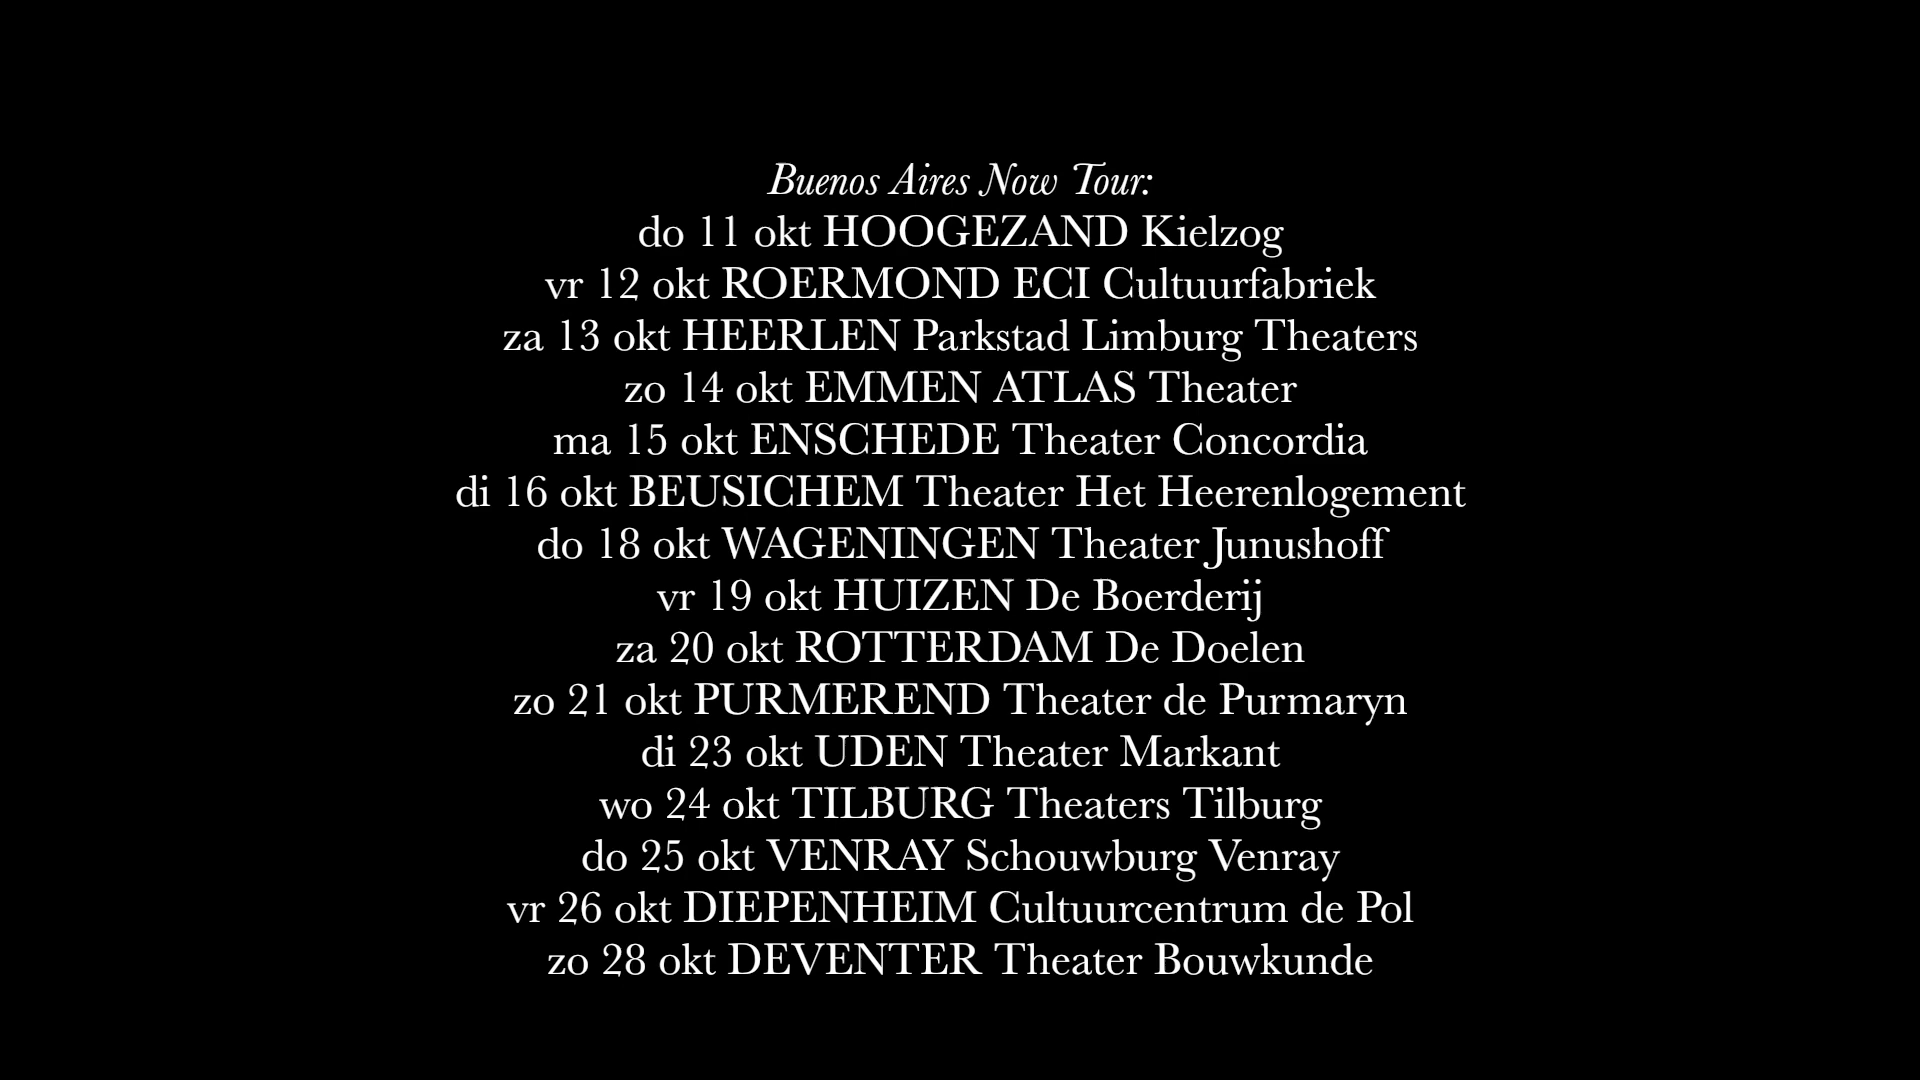 Buenos Aires Now Tour:
do 11 okt HOOGEZAND Kielzog
vr 12 okt ROERMOND ECI Cultuurfabriek
za 13 okt HEERLEN Parkstad Limburg Theaters
zo 14 okt EMMEN ATLAS Theater
ma 15 okt ENSCHEDE Theater Concordia
di 16 okt BEUSICHEM Theater Het Heerenlogement
do 18 okt WAGENINGEN Theater Junushoff
vr 19 okt HUIZEN De Boerderij
za 20 okt ROTTERDAM De Doelen
zo 21 okt PURMEREND Theater de Purmaryn
di 23 okt UDEN Theater Markant
wo 24 okt TILBURG Theaters Tilburg
do 25 okt VENRAY Schouwburg Venray
vr 26 okt DIEPENHEIM Cultuurcentrum de Pol
zo 28 okt DEVENTER Theater Bouwkunde